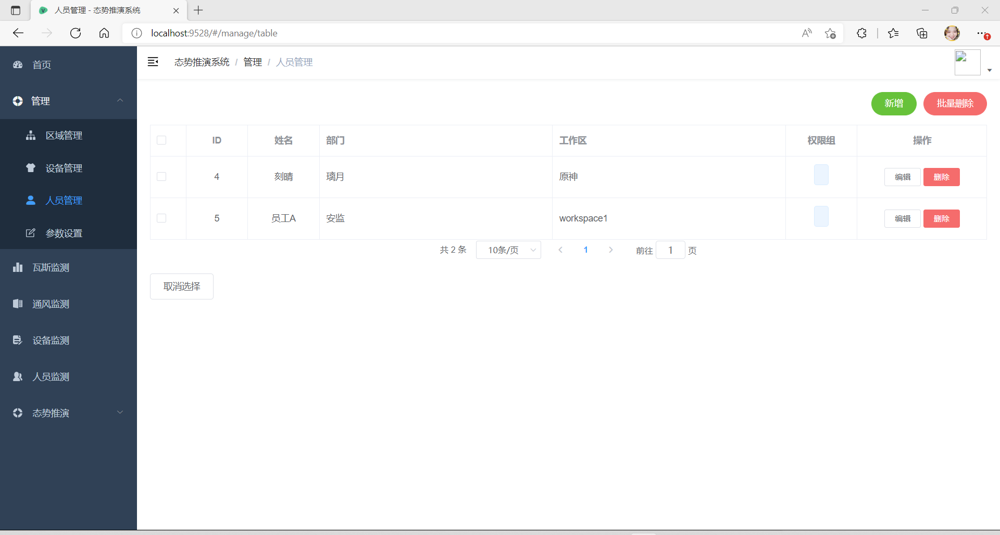 人员管理 - 态势推演系统
localhost:9528/#/manage/table
首页
管理
区域管理
设备管理
人员管理
参数设置
瓦斯监测
通风监测
设备监测
人员监测
态势推演
态势推演系统 / 管理 / 人员管理
新增 批量删除
ID 姓名 部门 工作区 权限组 操作
4 刻晴 璃月 原神 编辑 删除
5 员工A 安监 workspace1 编辑 删除
共 2 条 10条/页 1 前往 1 页
取消选择